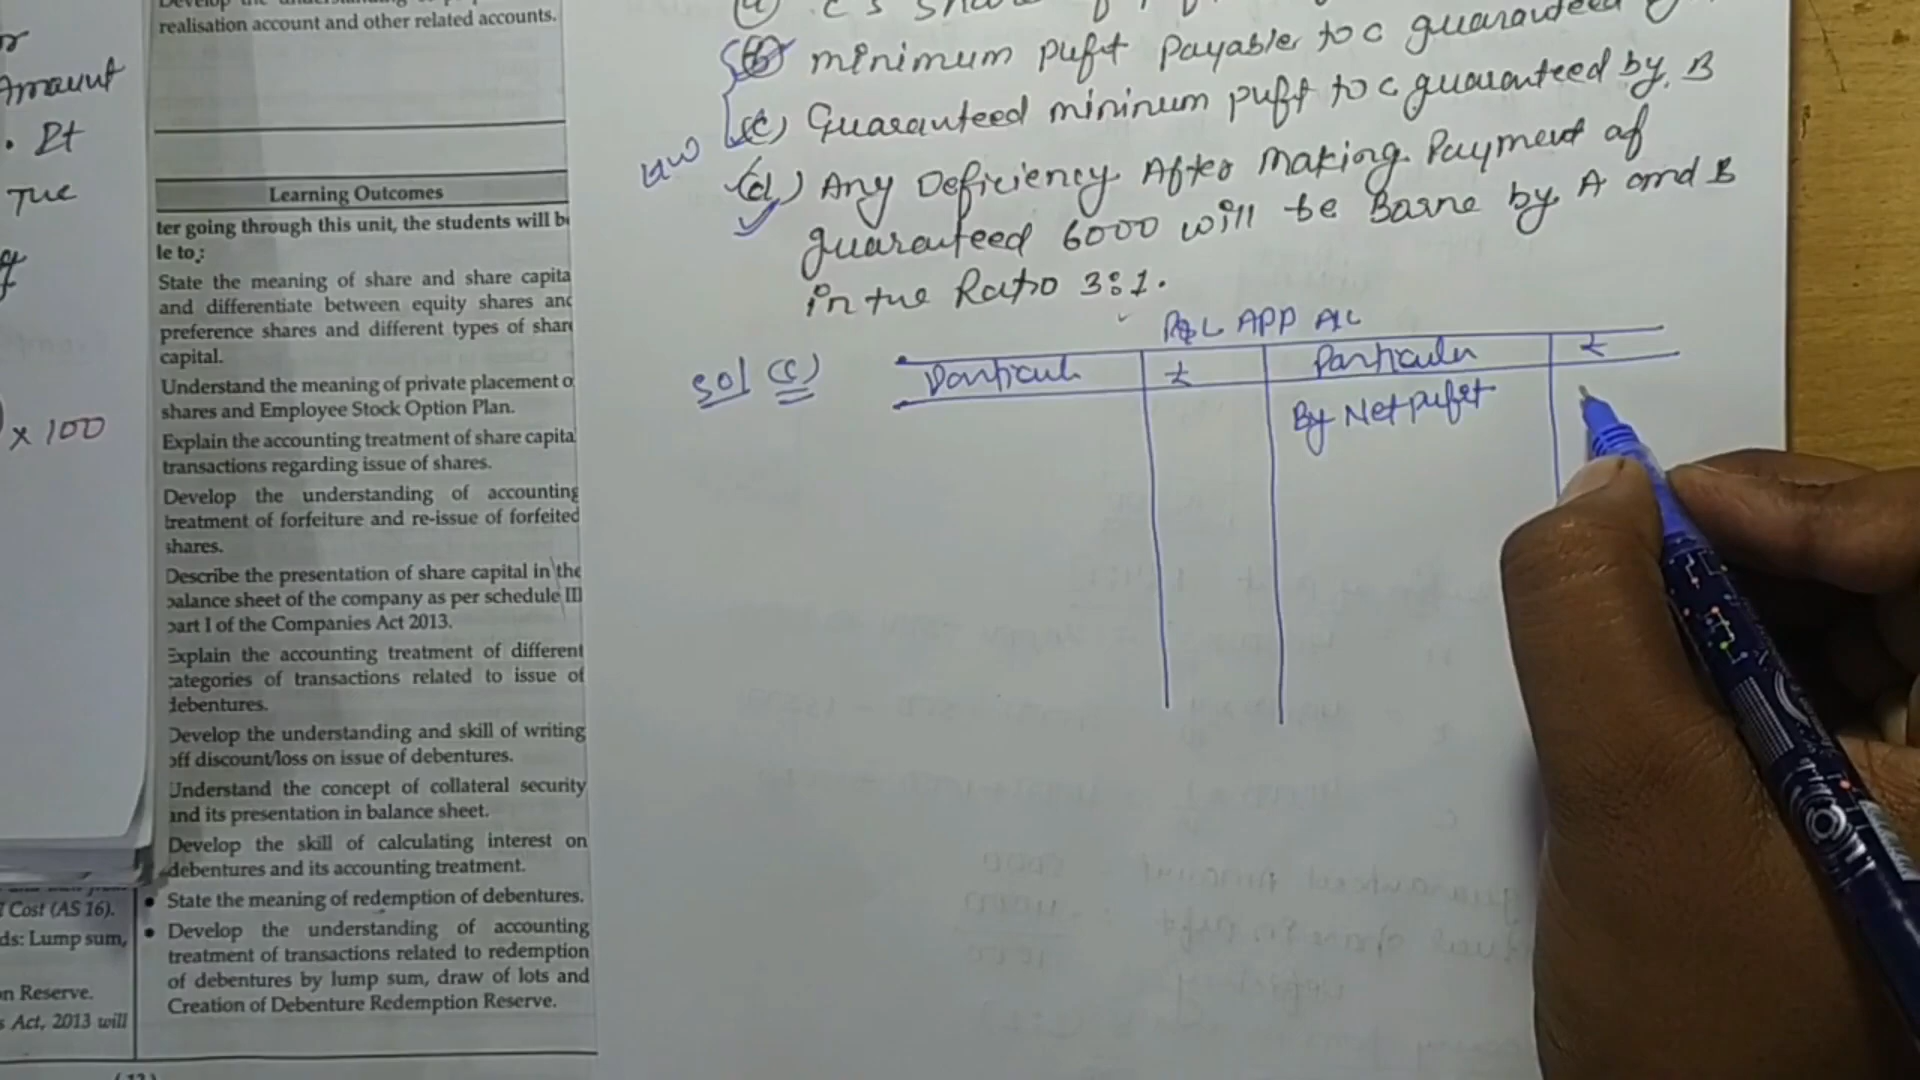 realisation account and other related accounts.
Learning Outcomes
ter going through this unit, the students will b
le to:
State the meaning of share and share capita
and differentiate between equity shares and
preference shares and different types of shar
capital.
Understand the meaning of private placement o
shares and Employee Stock Option Plan.
Explain the accounting treatment of share capita
transactions regarding issue of shares.
Develop the understanding of accounting
treatment of forfeiture and re-issue of forfeited
shares.
Describe the presentation of share capital in the
balance sheet of the company as per schedule III
part I of the Companies Act 2013.
Explain the accounting treatment of different
categories of transactions related to issue of
debentures.
Develop the understanding and skill of writing
off discount/loss on issue of debentures.
Understand the concept of collateral security
and its presentation in balance sheet.
Develop the skill of calculating interest on
debentures and its accounting treatment.
• State the meaning of redemption of debentures.
• Develop the understanding of accounting
treatment of transactions related to redemption
of debentures by lump sum, draw of lots and
Creation of Debenture Redemption Reserve.
Amount
x 100
Cost (AS 16).
ds: Lump sum,
on Reserve.
s Act, 2013 will
(b) minimum puft Payable to c guaranteed
(c) Guaranteed mininum puft to c guaranteed by B
HW
(d) Any Deficiency After Making Payment of
guaranteed 6000 will be Barne by A and B
in tue Ratio 3:1.
P&L APP A/c
Sol (c)
Particul ₹ Particular ₹
By Net puft